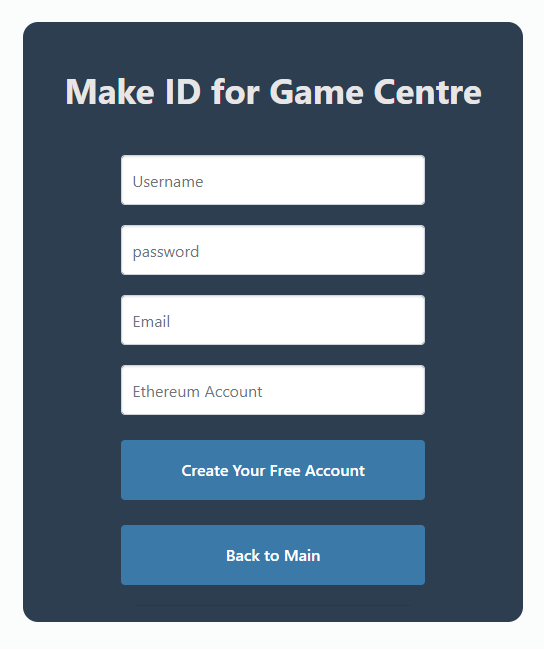 Make ID for Game Centre
Username
password
Email
Ethereum Account
Create Your Free Account
Back to Main